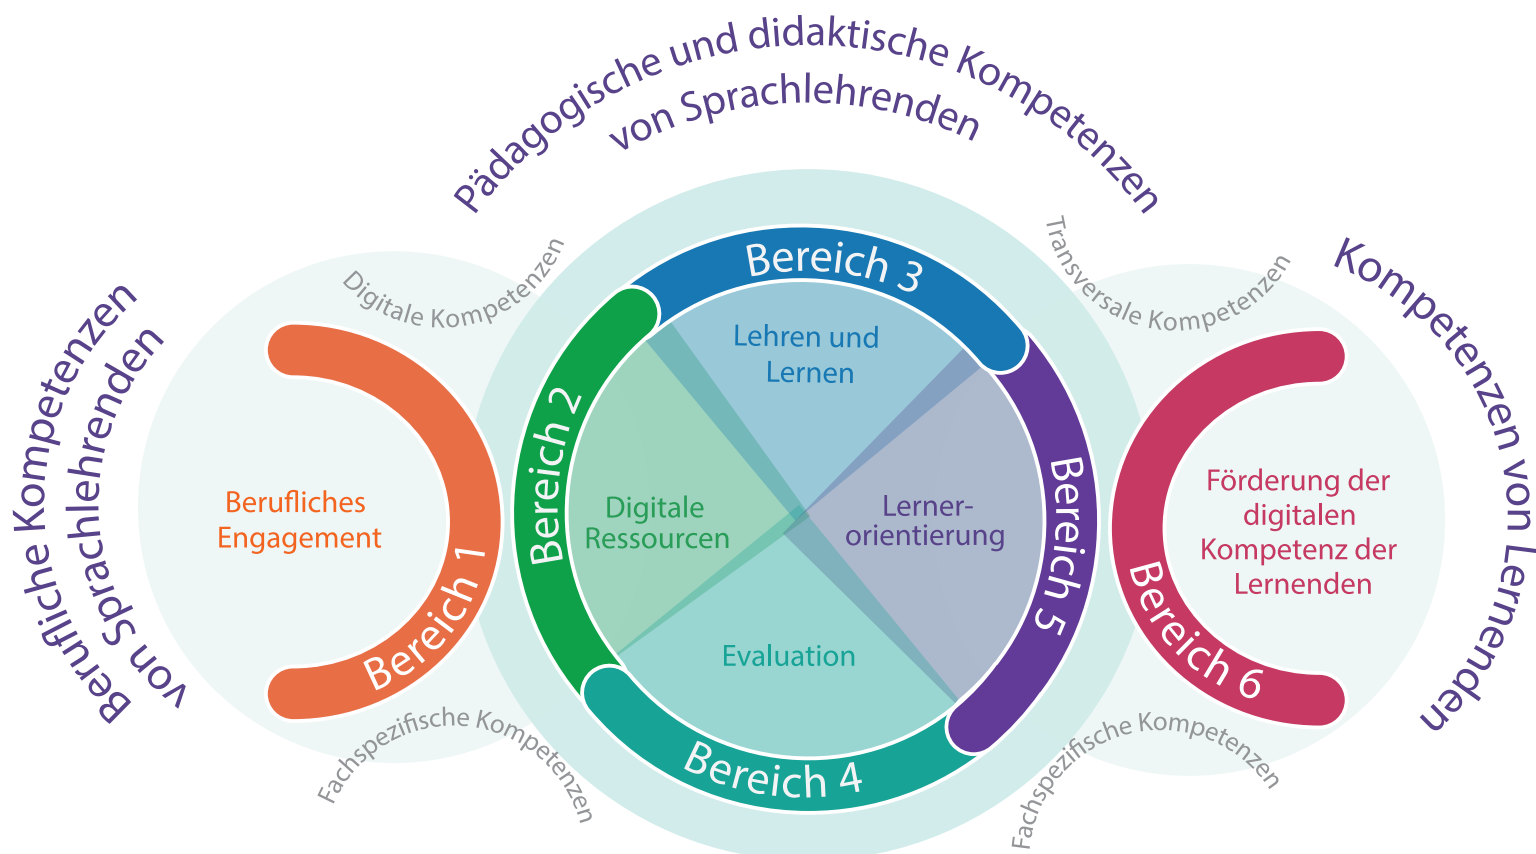 Pädagogische und didaktische Kompetenzen
von Sprachlehrenden
Berufliche Kompetenzen
von Sprachlehrenden
Kompetenzen von Lernenden
Digitale Kompetenzen
Transversale Kompetenzen
Bereich 1
Berufliches
Engagement
Bereich 2
Digitale
Ressourcen
Bereich 3
Lehren und
Lernen
Bereich 4
Evaluation
Bereich 5
Lerner-
orientierung
Bereich 6
Förderung der
digitalen
Kompetenz der
Lernenden
Fachspezifische Kompetenzen
Fachspezifische Kompetenzen